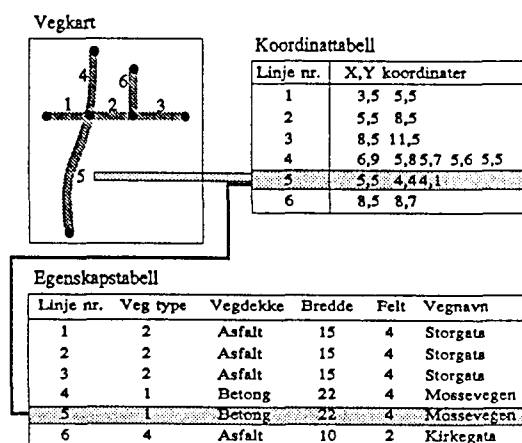 Vegkart
4
6
1 2 3
5
Koordinattabell
Linje nr. X,Y koordinater
1 3,5 5,5
2 5,5 8,5
3 8,5 11,5
4 6,9 5,8 5,7 5,6 5,5
5 5,5 4,4 4,1
6 8,5 8,7
Egenskapstabell
Linje nr. Veg type Vegdekke Bredde Felt Vegnavn
1 2 Asfalt 15 4 Storgata
2 2 Asfalt 15 4 Storgata
3 2 Asfalt 15 4 Storgata
4 1 Betong 22 4 Mossevegen
5 1 Betong 22 4 Mossevegen
6 4 Asfalt 10 2 Kirkegata